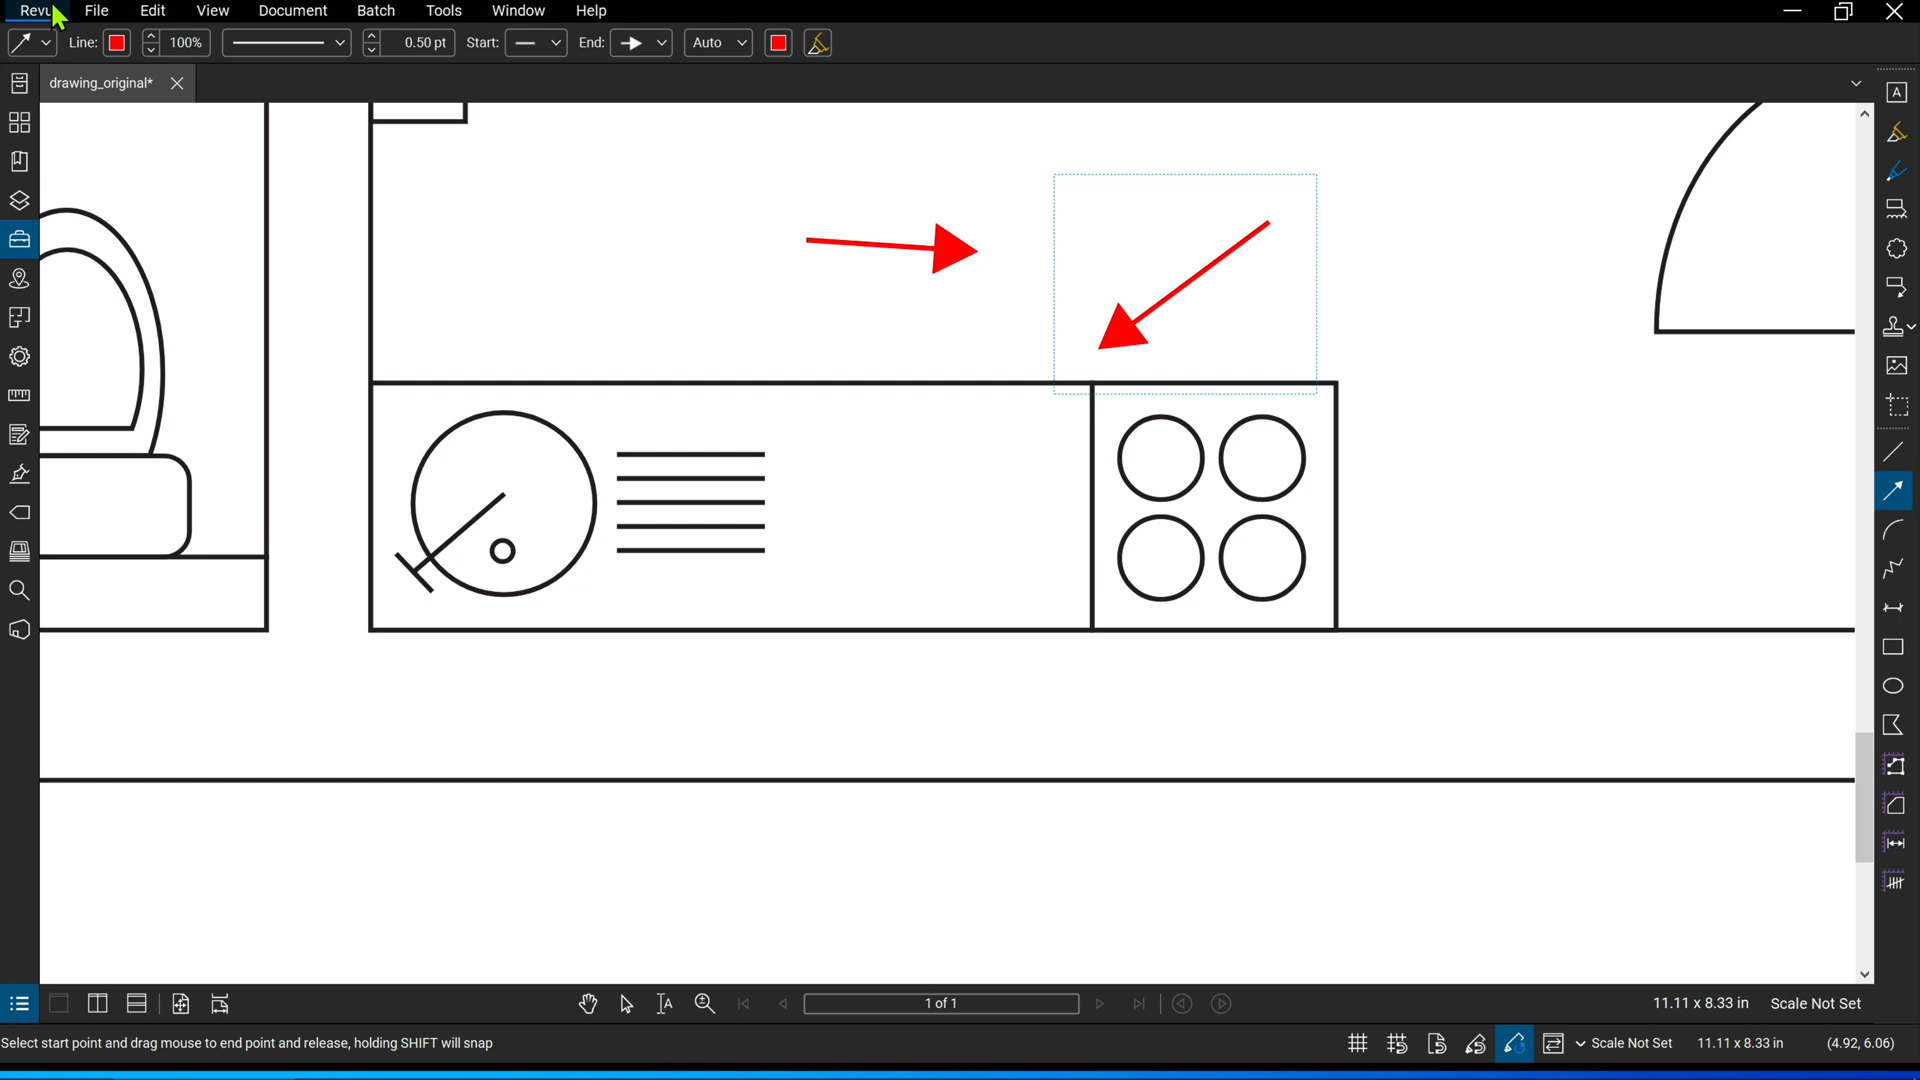 Revu File Edit View Document Batch Tools Window Help
Line: 100% 0.50 pt Start: End: Auto
drawing_original*
1 of 1
11.11 x 8.33 in Scale Not Set
Select start point and drag mouse to end point and release, holding SHIFT will snap
Scale Not Set 11.11 x 8.33 in (4.92, 6.06)